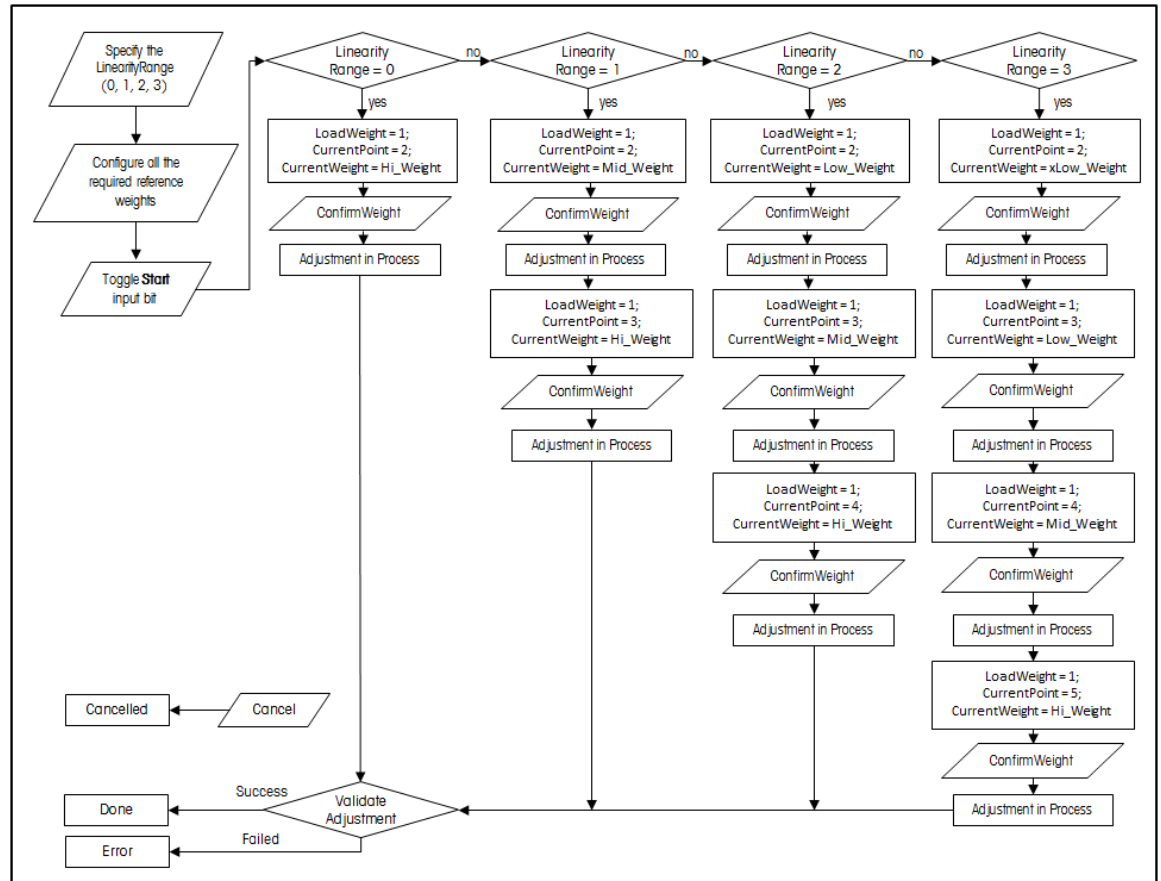 Specify the
LinearityRange
(0, 1, 2, 3)
Configure all the
required reference
weights
Toggle Start
input bit
Linearity
Range = 0
no
yes
LoadWeight = 1;
CurrentPoint = 2;
CurrentWeight = Hi_Weight
ConfirmWeight
Adjustment in Process
Linearity
Range = 1
no
yes
LoadWeight = 1;
CurrentPoint = 2;
CurrentWeight = Mid_Weight
ConfirmWeight
Adjustment in Process
LoadWeight = 1;
CurrentPoint = 3;
CurrentWeight = Hi_Weight
ConfirmWeight
Adjustment in Process
Linearity
Range = 2
no
yes
LoadWeight = 1;
CurrentPoint = 2;
CurrentWeight = Low_Weight
ConfirmWeight
Adjustment in Process
LoadWeight = 1;
CurrentPoint = 3;
CurrentWeight = Mid_Weight
ConfirmWeight
Adjustment in Process
LoadWeight = 1;
CurrentPoint = 4;
CurrentWeight = Hi_Weight
ConfirmWeight
Adjustment in Process
Linearity
Range = 3
yes
LoadWeight = 1;
CurrentPoint = 2;
CurrentWeight = xLow_Weight
ConfirmWeight
Adjustment in Process
LoadWeight = 1;
CurrentPoint = 3;
CurrentWeight = Low_Weight
ConfirmWeight
Adjustment in Process
LoadWeight = 1;
CurrentPoint = 4;
CurrentWeight = Mid_Weight
ConfirmWeight
Adjustment in Process
LoadWeight = 1;
CurrentPoint = 5;
CurrentWeight = Hi_Weight
ConfirmWeight
Adjustment in Process
Cancelled
Cancel
Validate
Adjustment
Success
Done
Failed
Error